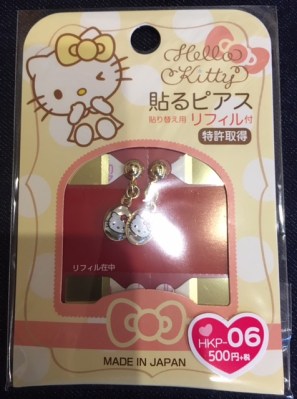 Hello
Kitty
貼るピアス
貼り替え用 リフィル付
特許取得
リフィル在中
HKP-06
500円+税
MADE IN JAPAN